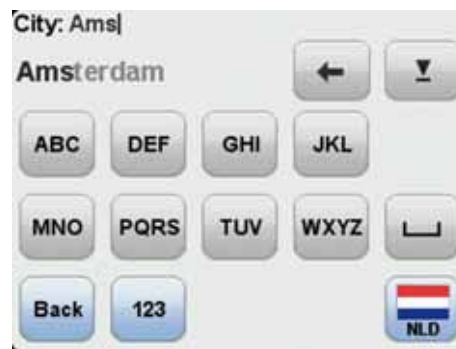 City: Ams
Amsterdam
ABC DEF GHI JKL
MNO PQRS TUV WXYZ
Back 123 NLD